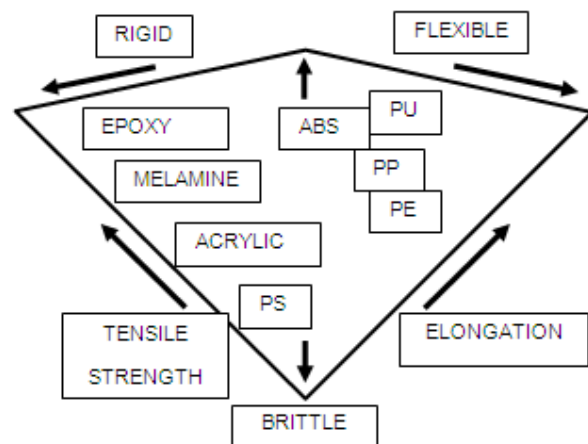 RIGID
FLEXIBLE
EPOXY
ABS
PU
MELAMINE
PP
PE
ACRYLIC
PS
TENSILE
STRENGTH
ELONGATION
BRITTLE